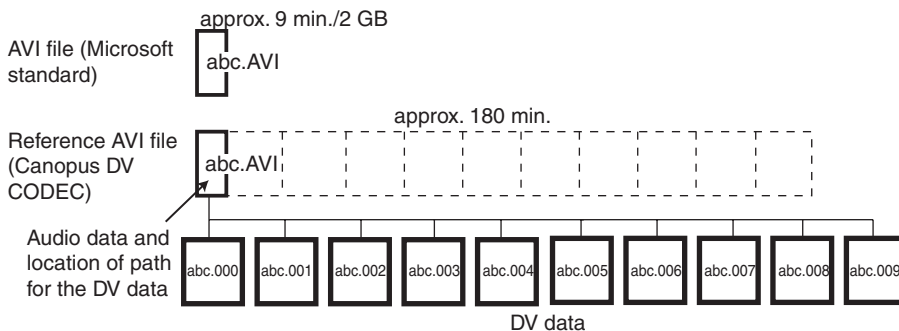 approx. 9 min./2 GB
AVI file (Microsoft
standard)
abc.AVI
approx. 180 min.
Reference AVI file
(Canopus DV
CODEC)
abc.AVI
Audio data and
location of path
for the DV data
abc.000 abc.001 abc.002 abc.003 abc.004 abc.005 abc.006 abc.007 abc.008 abc.009
DV data